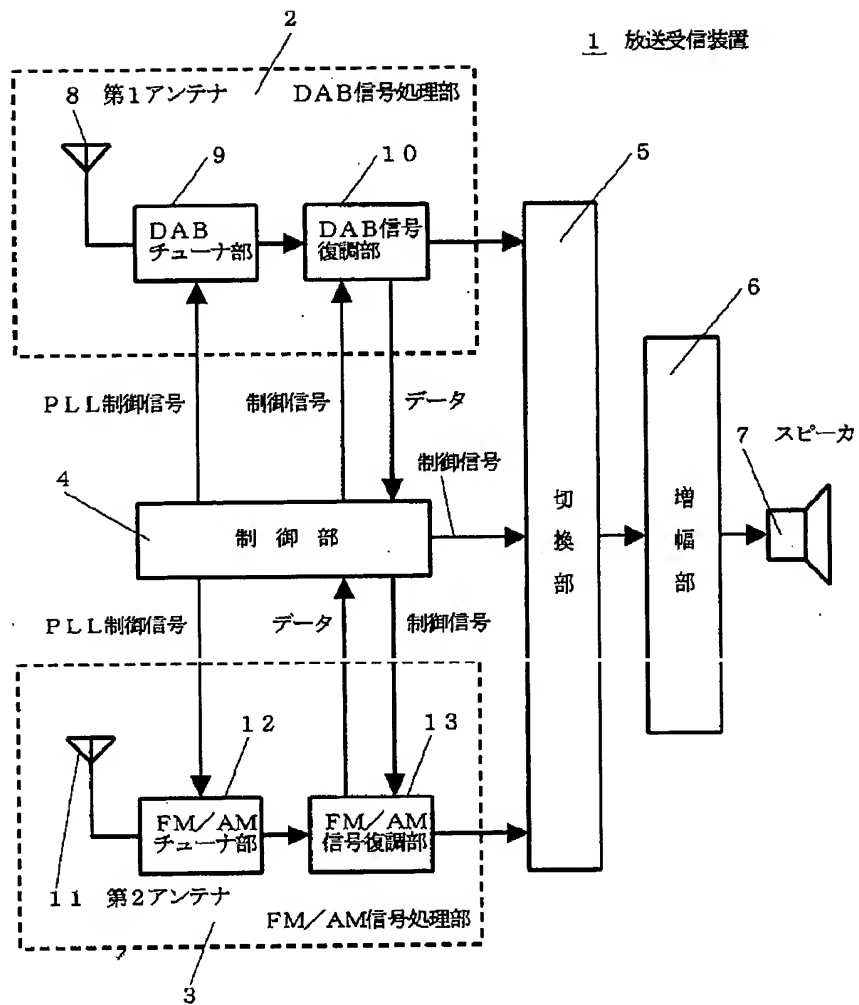 2
1 放送受信装置
8 第1アンテナ
DAB信号処理部
9
10
5
DAB
チューナ部
DAB信号
復調部
6
PLL制御信号
制御信号
データ
7 スピーカ
制御信号
4
制御部
切換部
増幅部
PLL制御信号
データ
制御信号
12
13
FM/AM
チューナ部
FM/AM
信号復調部
11 第2アンテナ
FM/AM信号処理部
3